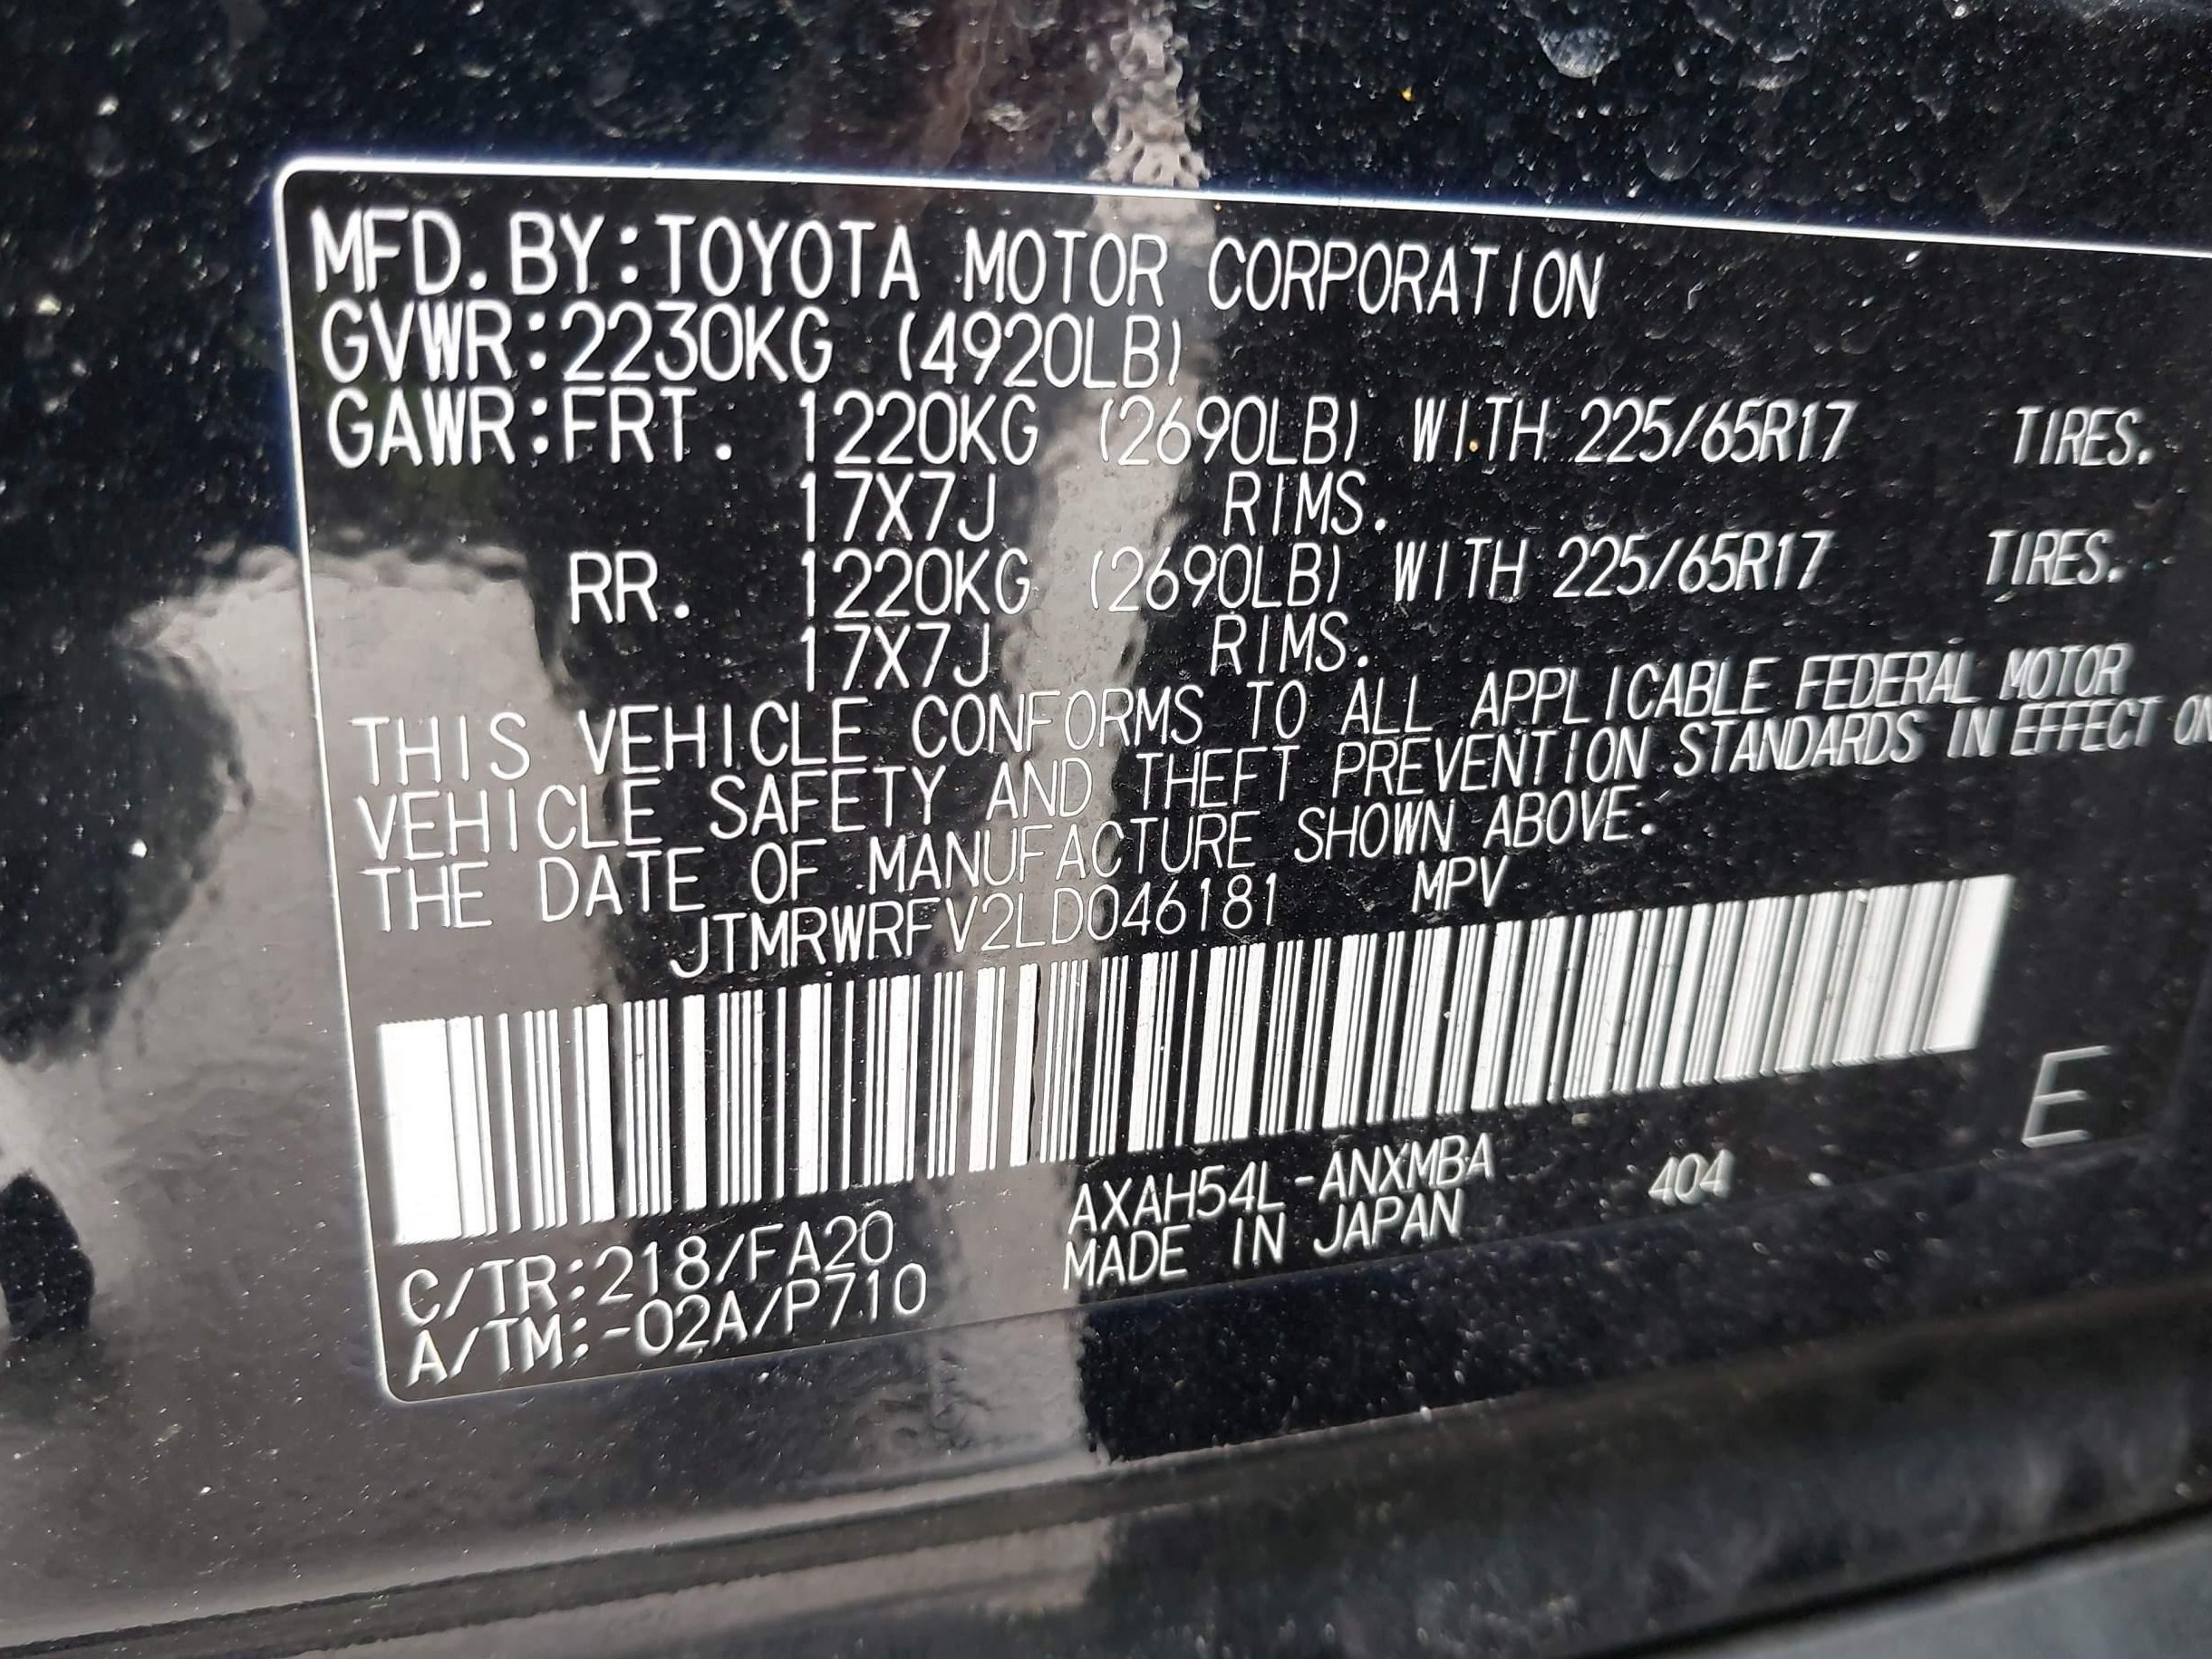 MFD. BY:TOYOTA MOTOR CORPORATION
GVWR:2230KG (4920LB)
GAWR:FRT. 1220KG (2690LB) WITH 225/65R17 TIRES.
17X7J RIMS.
RR. 1220KG (2690LB) WITH 225/65R17 TIRES.
17X7J RIMS.
THIS VEHICLE CONFORMS TO ALL APPLICABLE FEDERAL MOTOR
VEHICLE SAFETY AND THEFT PREVENTION STANDARDS IN EFFECT ON
THE DATE OF MANUFACTURE SHOWN ABOVE.
JTMRWRFV2LD046181 MPV
E
C/TR:218/FA20 AXAH54L-ANXMBA 404
A/TM:-02A/P710 MADE IN JAPAN